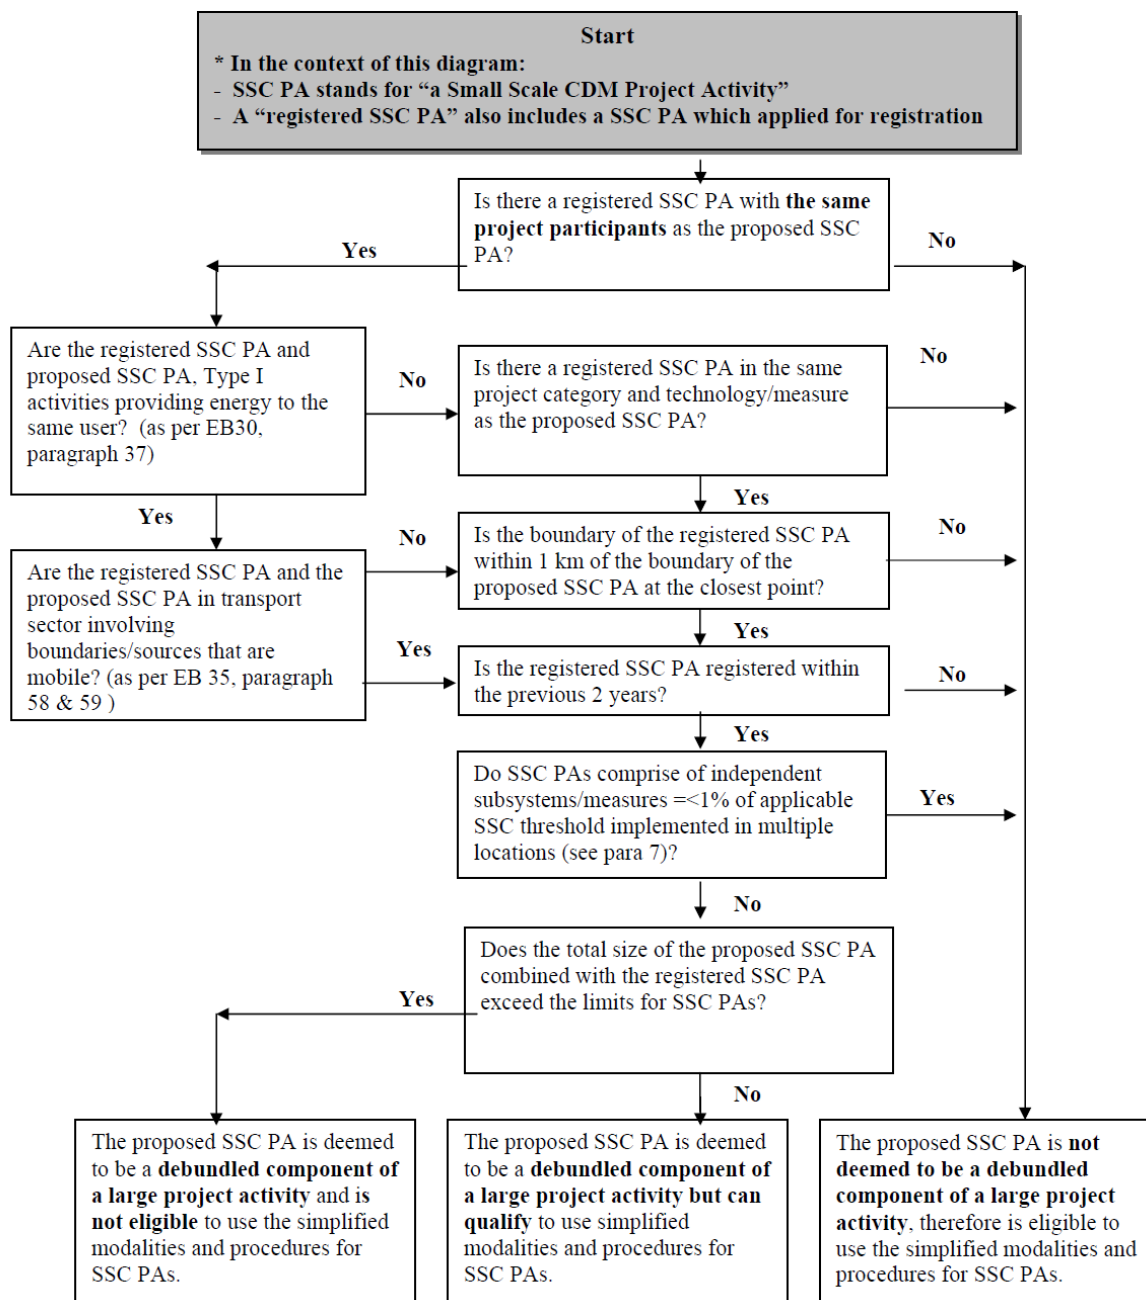 Start
* In the context of this diagram:
- SSC PA stands for “a Small Scale CDM Project Activity”
- A “registered SSC PA” also includes a SSC PA which applied for registration
Is there a registered SSC PA with the same
project participants as the proposed SSC
PA?
Yes
No
Are the registered SSC PA and
proposed SSC PA, Type I
activities providing energy to the
same user?  (as per EB30,
paragraph 37)
No
Is there a registered SSC PA in the same
project category and technology/measure
as the proposed SSC PA?
No
Yes
Yes
Are the registered SSC PA and the
proposed SSC PA in transport
sector involving
boundaries/sources that are
mobile? (as per EB 35, paragraph
58 & 59 )
No
Is the boundary of the registered SSC PA
within 1 km of the boundary of the
proposed SSC PA at the closest point?
No
Yes
Yes
Is the registered SSC PA registered within
the previous 2 years?
No
Yes
Do SSC PAs comprise of independent
subsystems/measures =<1% of applicable
SSC threshold implemented in multiple
locations (see para 7)?
Yes
No
Does the total size of the proposed SSC PA
combined with the registered SSC PA
exceed the limits for SSC PAs?
Yes
No
The proposed SSC PA is deemed
to be a debundled component of
a large project activity and is
not eligible to use the simplified
modalities and procedures for
SSC PAs.
The proposed SSC PA is deemed
to be a debundled component of
a large project activity but can
qualify to use simplified
modalities and procedures for
SSC PAs.
The proposed SSC PA is not
deemed to be a debundled
component of a large project
activity, therefore is eligible to
use the simplified modalities and
procedures for SSC PAs.